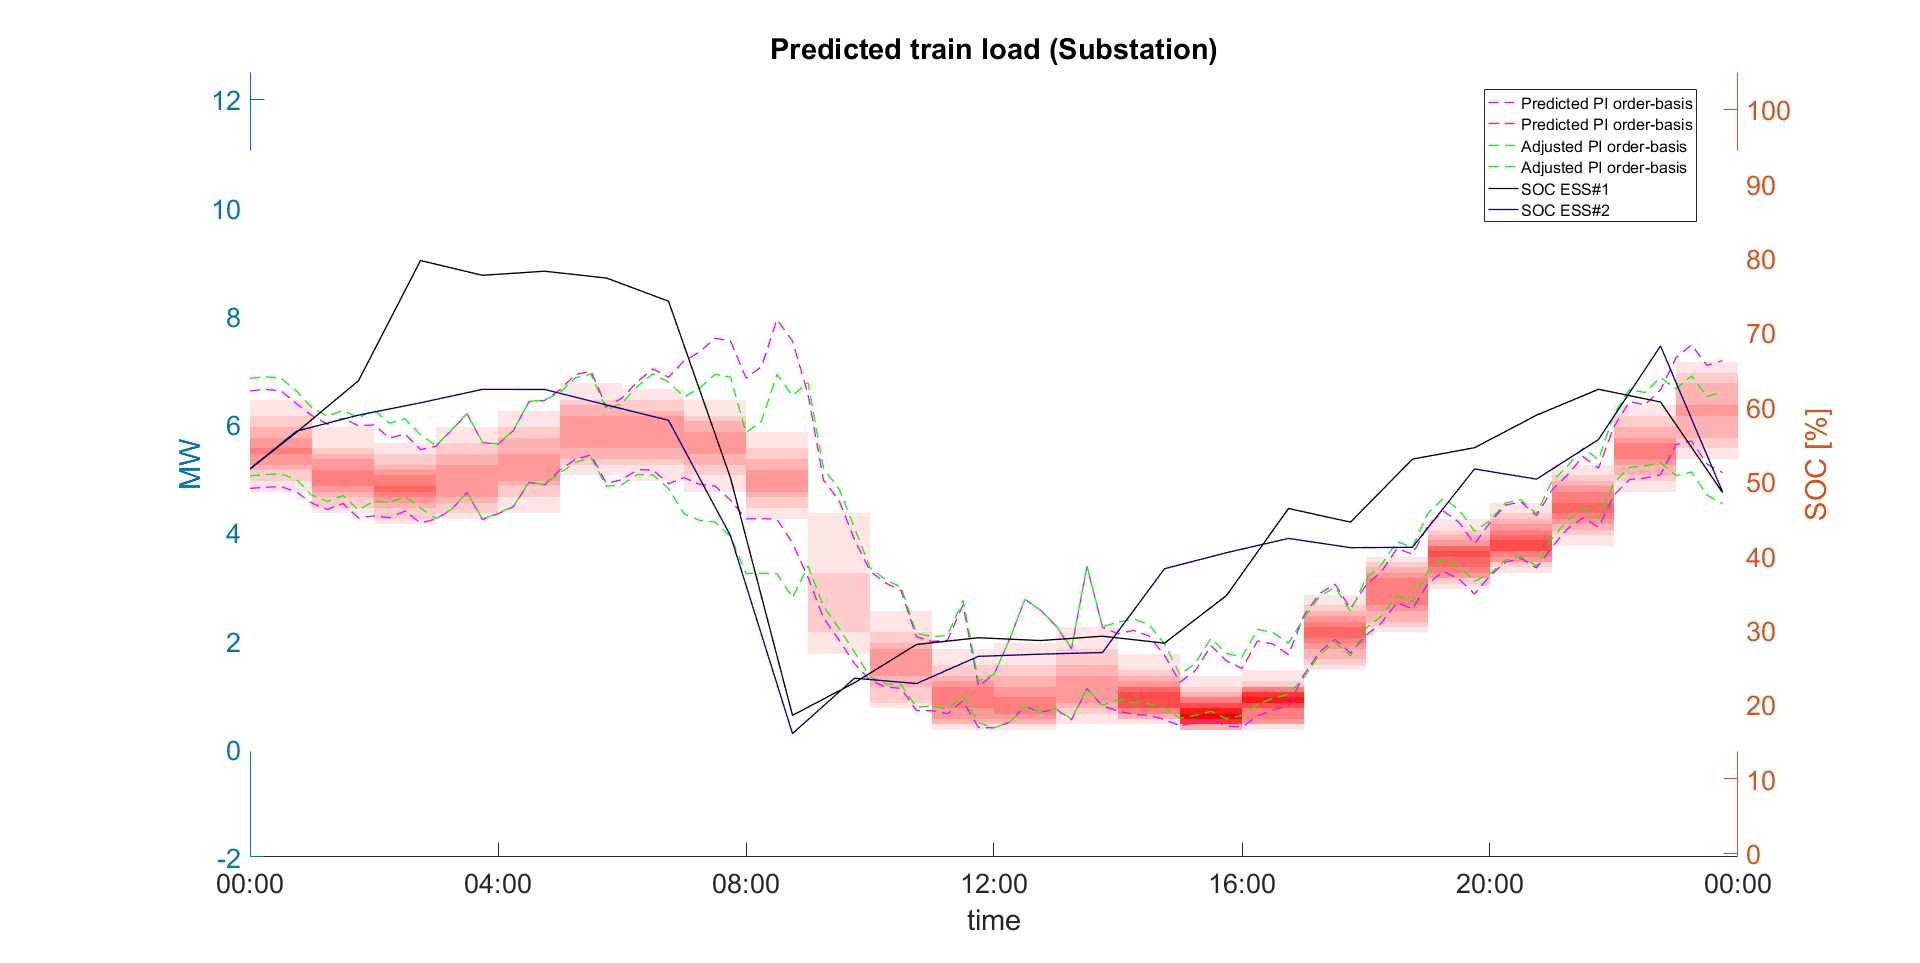 Predicted train load (Substation)
12
10
8
6
4
2
0
-2
MW
100
90
80
70
60
50
40
30
20
10
0
SOC [%]
Predicted PI order-basis
Predicted PI order-basis
Adjusted PI order-basis
Adjusted PI order-basis
SOC ESS#1
SOC ESS#2
00:00 04:00 08:00 12:00 16:00 20:00 00:00
time